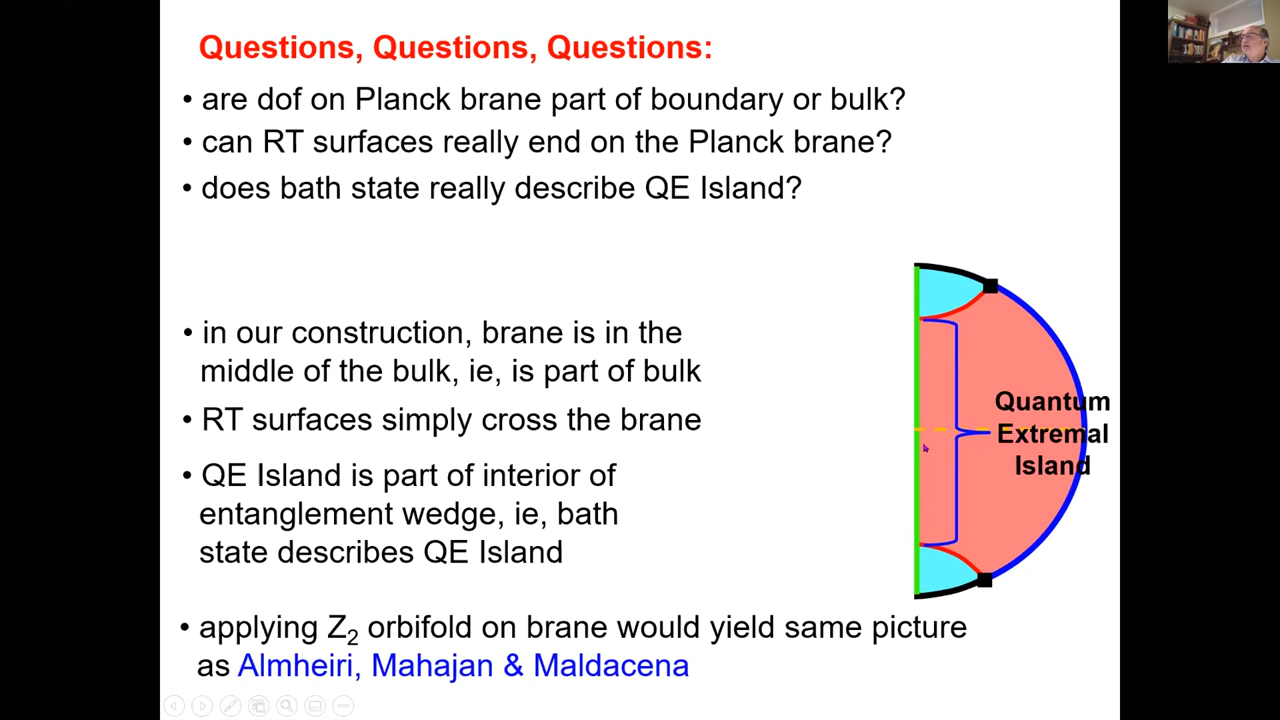 Questions, Questions, Questions:
• are dof on Planck brane part of boundary or bulk?
• can RT surfaces really end on the Planck brane?
• does bath state really describe QE Island?
• in our construction, brane is in the
middle of the bulk, ie, is part of bulk
• RT surfaces simply cross the brane
• QE Island is part of interior of
entanglement wedge, ie, bath
state describes QE Island
• applying Z₂ orbifold on brane would yield same picture
as Almheiri, Mahajan & Maldacena
Quantum
Extremal
Island